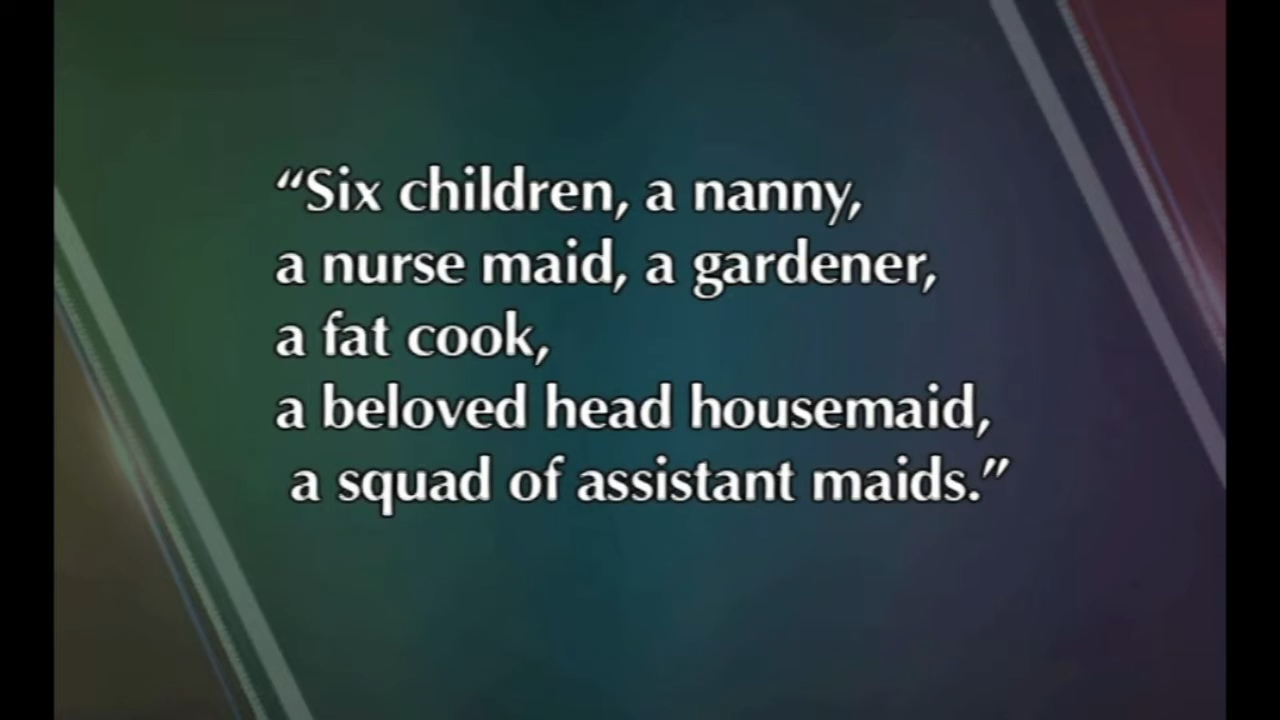 “Six children, a nanny,
a nurse maid, a gardener,
a fat cook,
a beloved head housemaid,
a squad of assistant maids.”